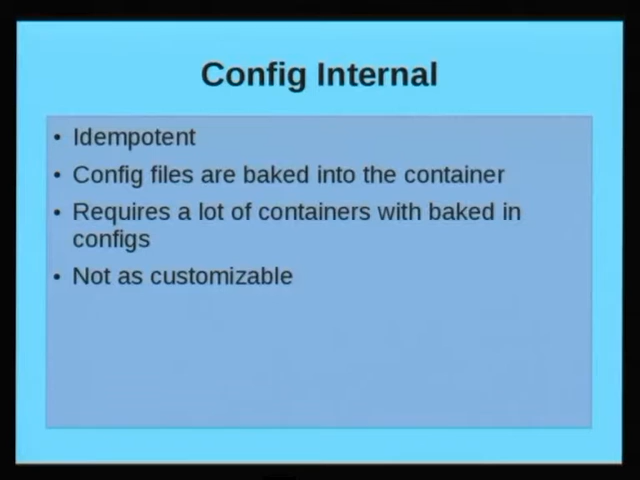 Config Internal
• Idempotent
• Config files are baked into the container
• Requires a lot of containers with baked in
configs
• Not as customizable